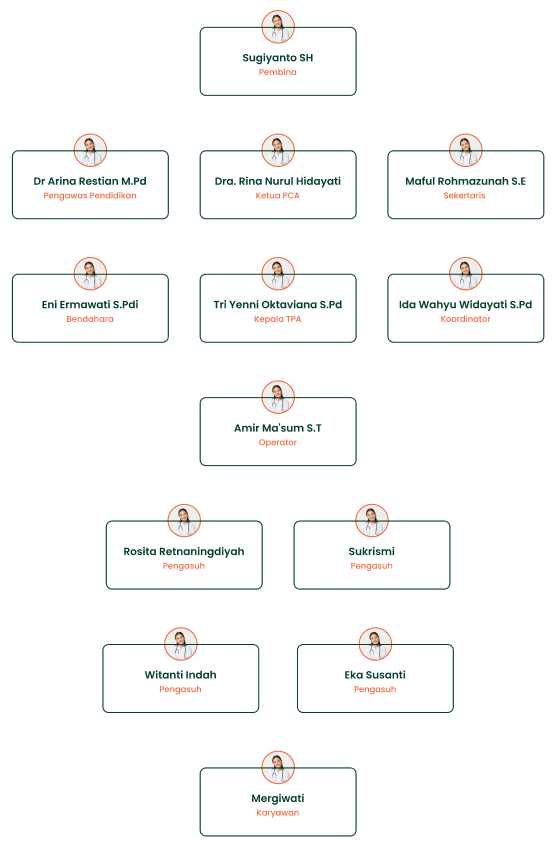 Sugiyanto SH
Pembina
Dr Arina Restian M.Pd
Pengawas Pendidikan
Dra. Rina Nurul Hidayati
Ketua PCA
Maful Rohmazunah S.E
Sekertaris
Eni Ermawati S.Pdi
Bendahara
Tri Yenni Oktaviana S.Pd
Kepala TPA
Ida Wahyu Widayati S.Pd
Koordinator
Amir Ma'sum S.T
Operator
Rosita Retnaningdiyah
Pengasuh
Sukrismi
Pengasuh
Witanti Indah
Pengasuh
Eka Susanti
Pengasuh
Mergiwati
Karyawan